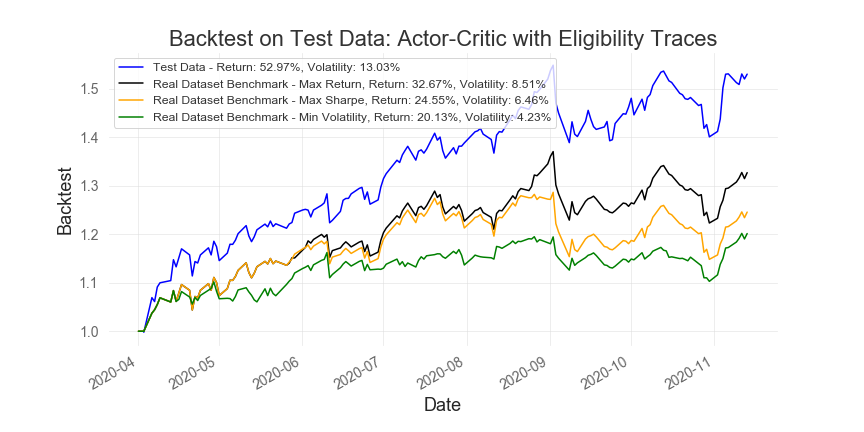 Backtest on Test Data: Actor-Critic with Eligibility Traces
Test Data - Return: 52.97%, Volatility: 13.03%
Real Dataset Benchmark - Max Return, Return: 32.67%, Volatility: 8.51%
Real Dataset Benchmark - Max Sharpe, Return: 24.55%, Volatility: 6.46%
Real Dataset Benchmark - Min Volatility, Return: 20.13%, Volatility: 4.23%
Backtest
1.5
1.4
1.3
1.2
1.1
1.0
2020-04
2020-05
2020-06
2020-07
2020-08
2020-09
2020-10
2020-11
Date